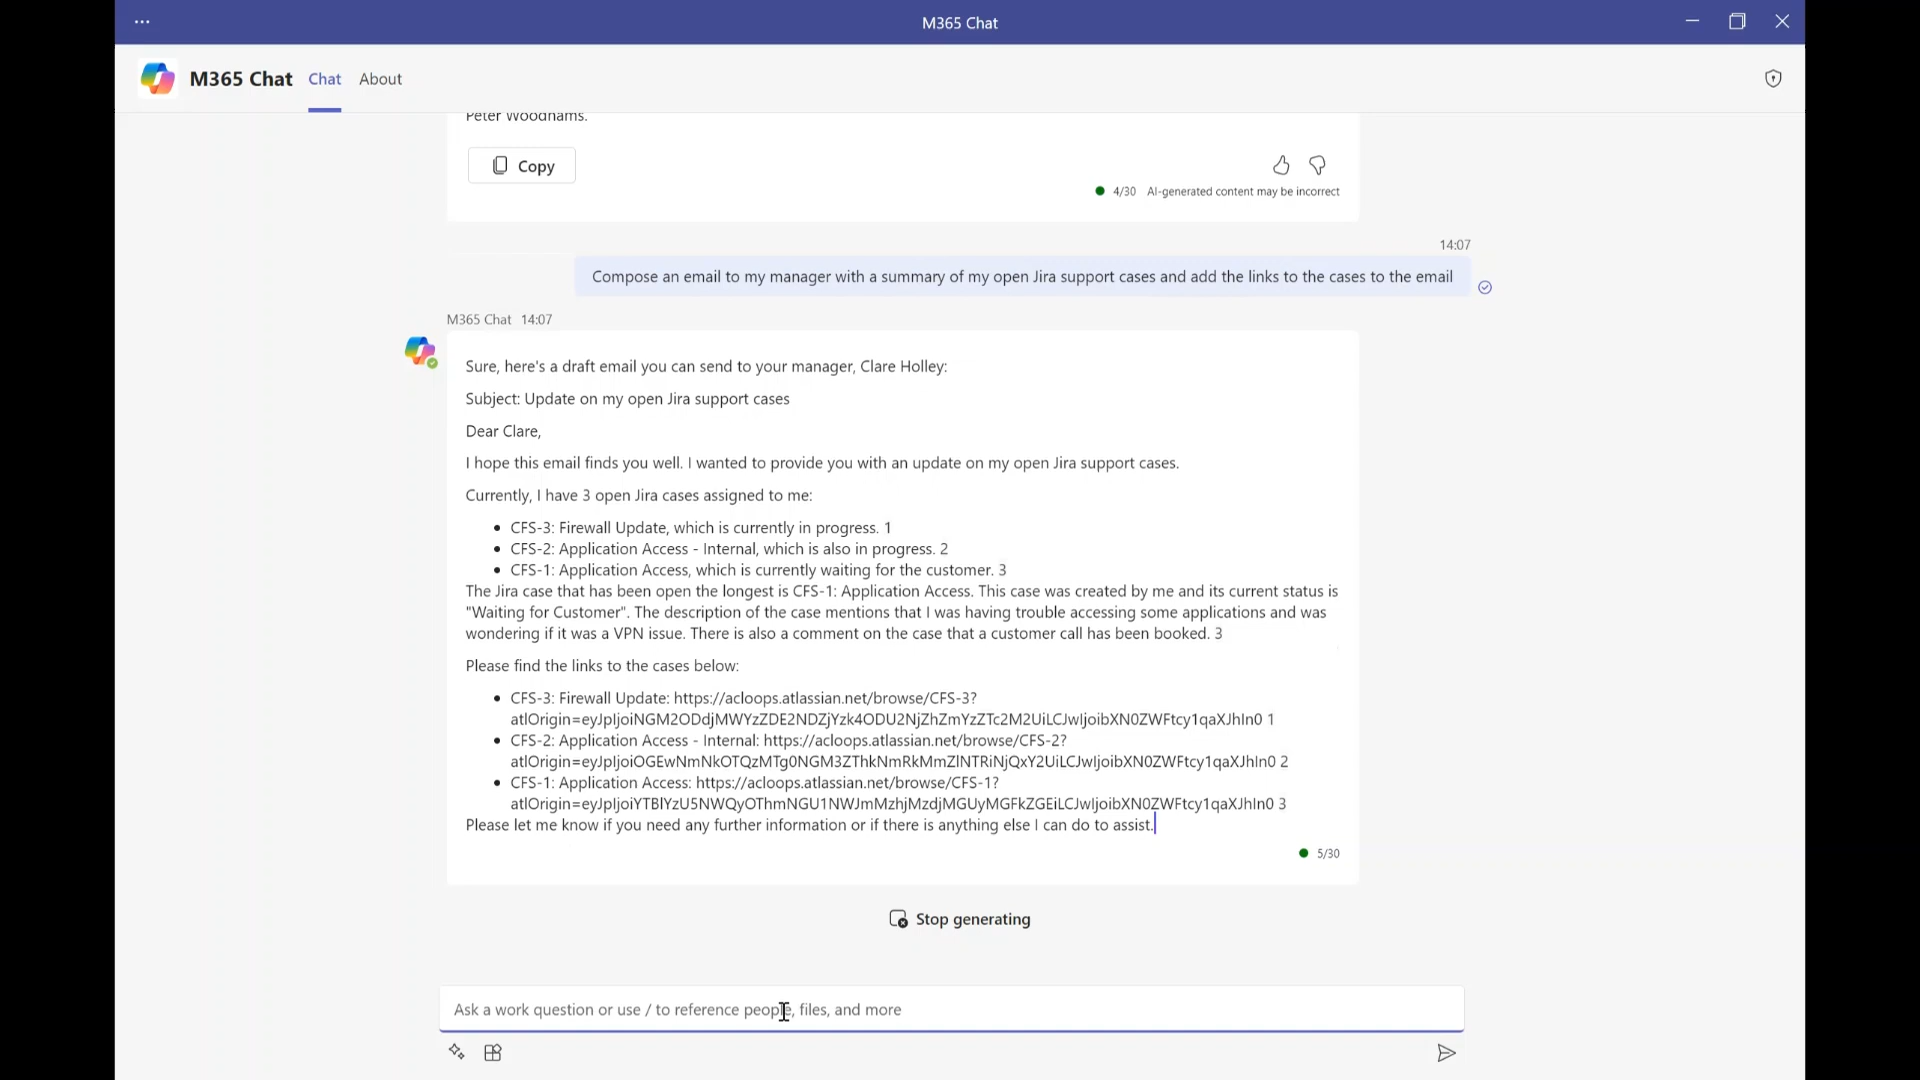 M365 Chat
M365 Chat Chat About
Peter Woodhams.
Copy
4/30 AI-generated content may be incorrect
14:07
Compose an email to my manager with a summary of my open Jira support cases and add the links to the cases to the email
M365 Chat 14:07
Sure, here's a draft email you can send to your manager, Clare Holley:
Subject: Update on my open Jira support cases
Dear Clare,
I hope this email finds you well. I wanted to provide you with an update on my open Jira support cases.
Currently, I have 3 open Jira cases assigned to me:
• CFS-3: Firewall Update, which is currently in progress. 1
• CFS-2: Application Access - Internal, which is also in progress. 2
• CFS-1: Application Access, which is currently waiting for the customer. 3
The Jira case that has been open the longest is CFS-1: Application Access. This case was created by me and its current status is
"Waiting for Customer". The description of the case mentions that I was having trouble accessing some applications and was
wondering if it was a VPN issue. There is also a comment on the case that a customer call has been booked. 3
Please find the links to the cases below:
• CFS-3: Firewall Update: https://acloops.atlassian.net/browse/CFS-3?
atlOrigin=eyJpIjoiNGM2ODdjMWYzZDE2NDZjYzk4ODU2NjZhZmYzZTc2M2UiLCJwIjoibXN0ZWFtcy1qaXJhIn0 1
• CFS-2: Application Access - Internal: https://acloops.atlassian.net/browse/CFS-2?
atlOrigin=eyJpIjoiOGEwNmNkOTQzMTg0NGM3ZThkNmRkMmZlNTRiNjQxY2UiLCJwIjoibXN0ZWFtcy1qaXJhIn0 2
• CFS-1: Application Access: https://acloops.atlassian.net/browse/CFS-1?
atlOrigin=eyJpIjoiYTBlYzU5NWQyOThmNGU1NWJmMzhjMzdjMGUyMGFkZGEiLCJwIjoibXN0ZWFtcy1qaXJhIn0 3
Please let me know if you need any further information or if there is anything else I can do to assist.
5/30
Stop generating
Ask a work question or use / to reference people, files, and more